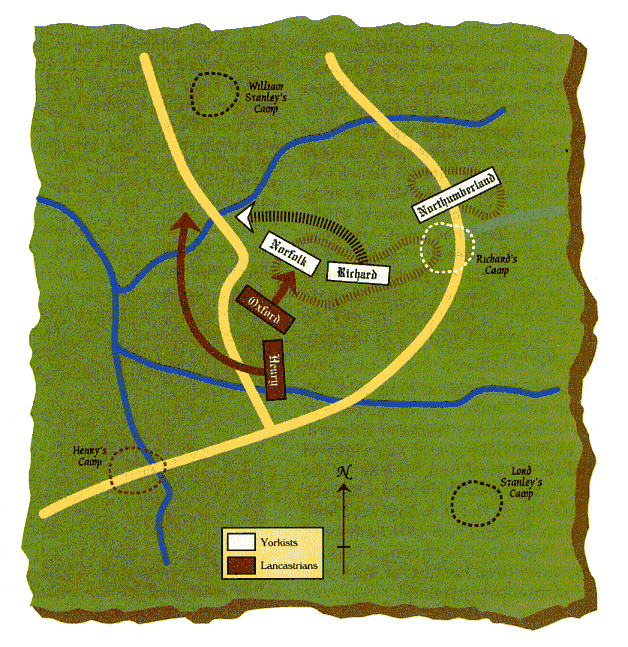 William
Stanley's
Camp
Northumberland
Norfolk
Richard
Richard's
Camp
Oxford
Henry
Henry's
Camp
N
Lord
Stanley's
Camp
Yorkists
Lancastrians